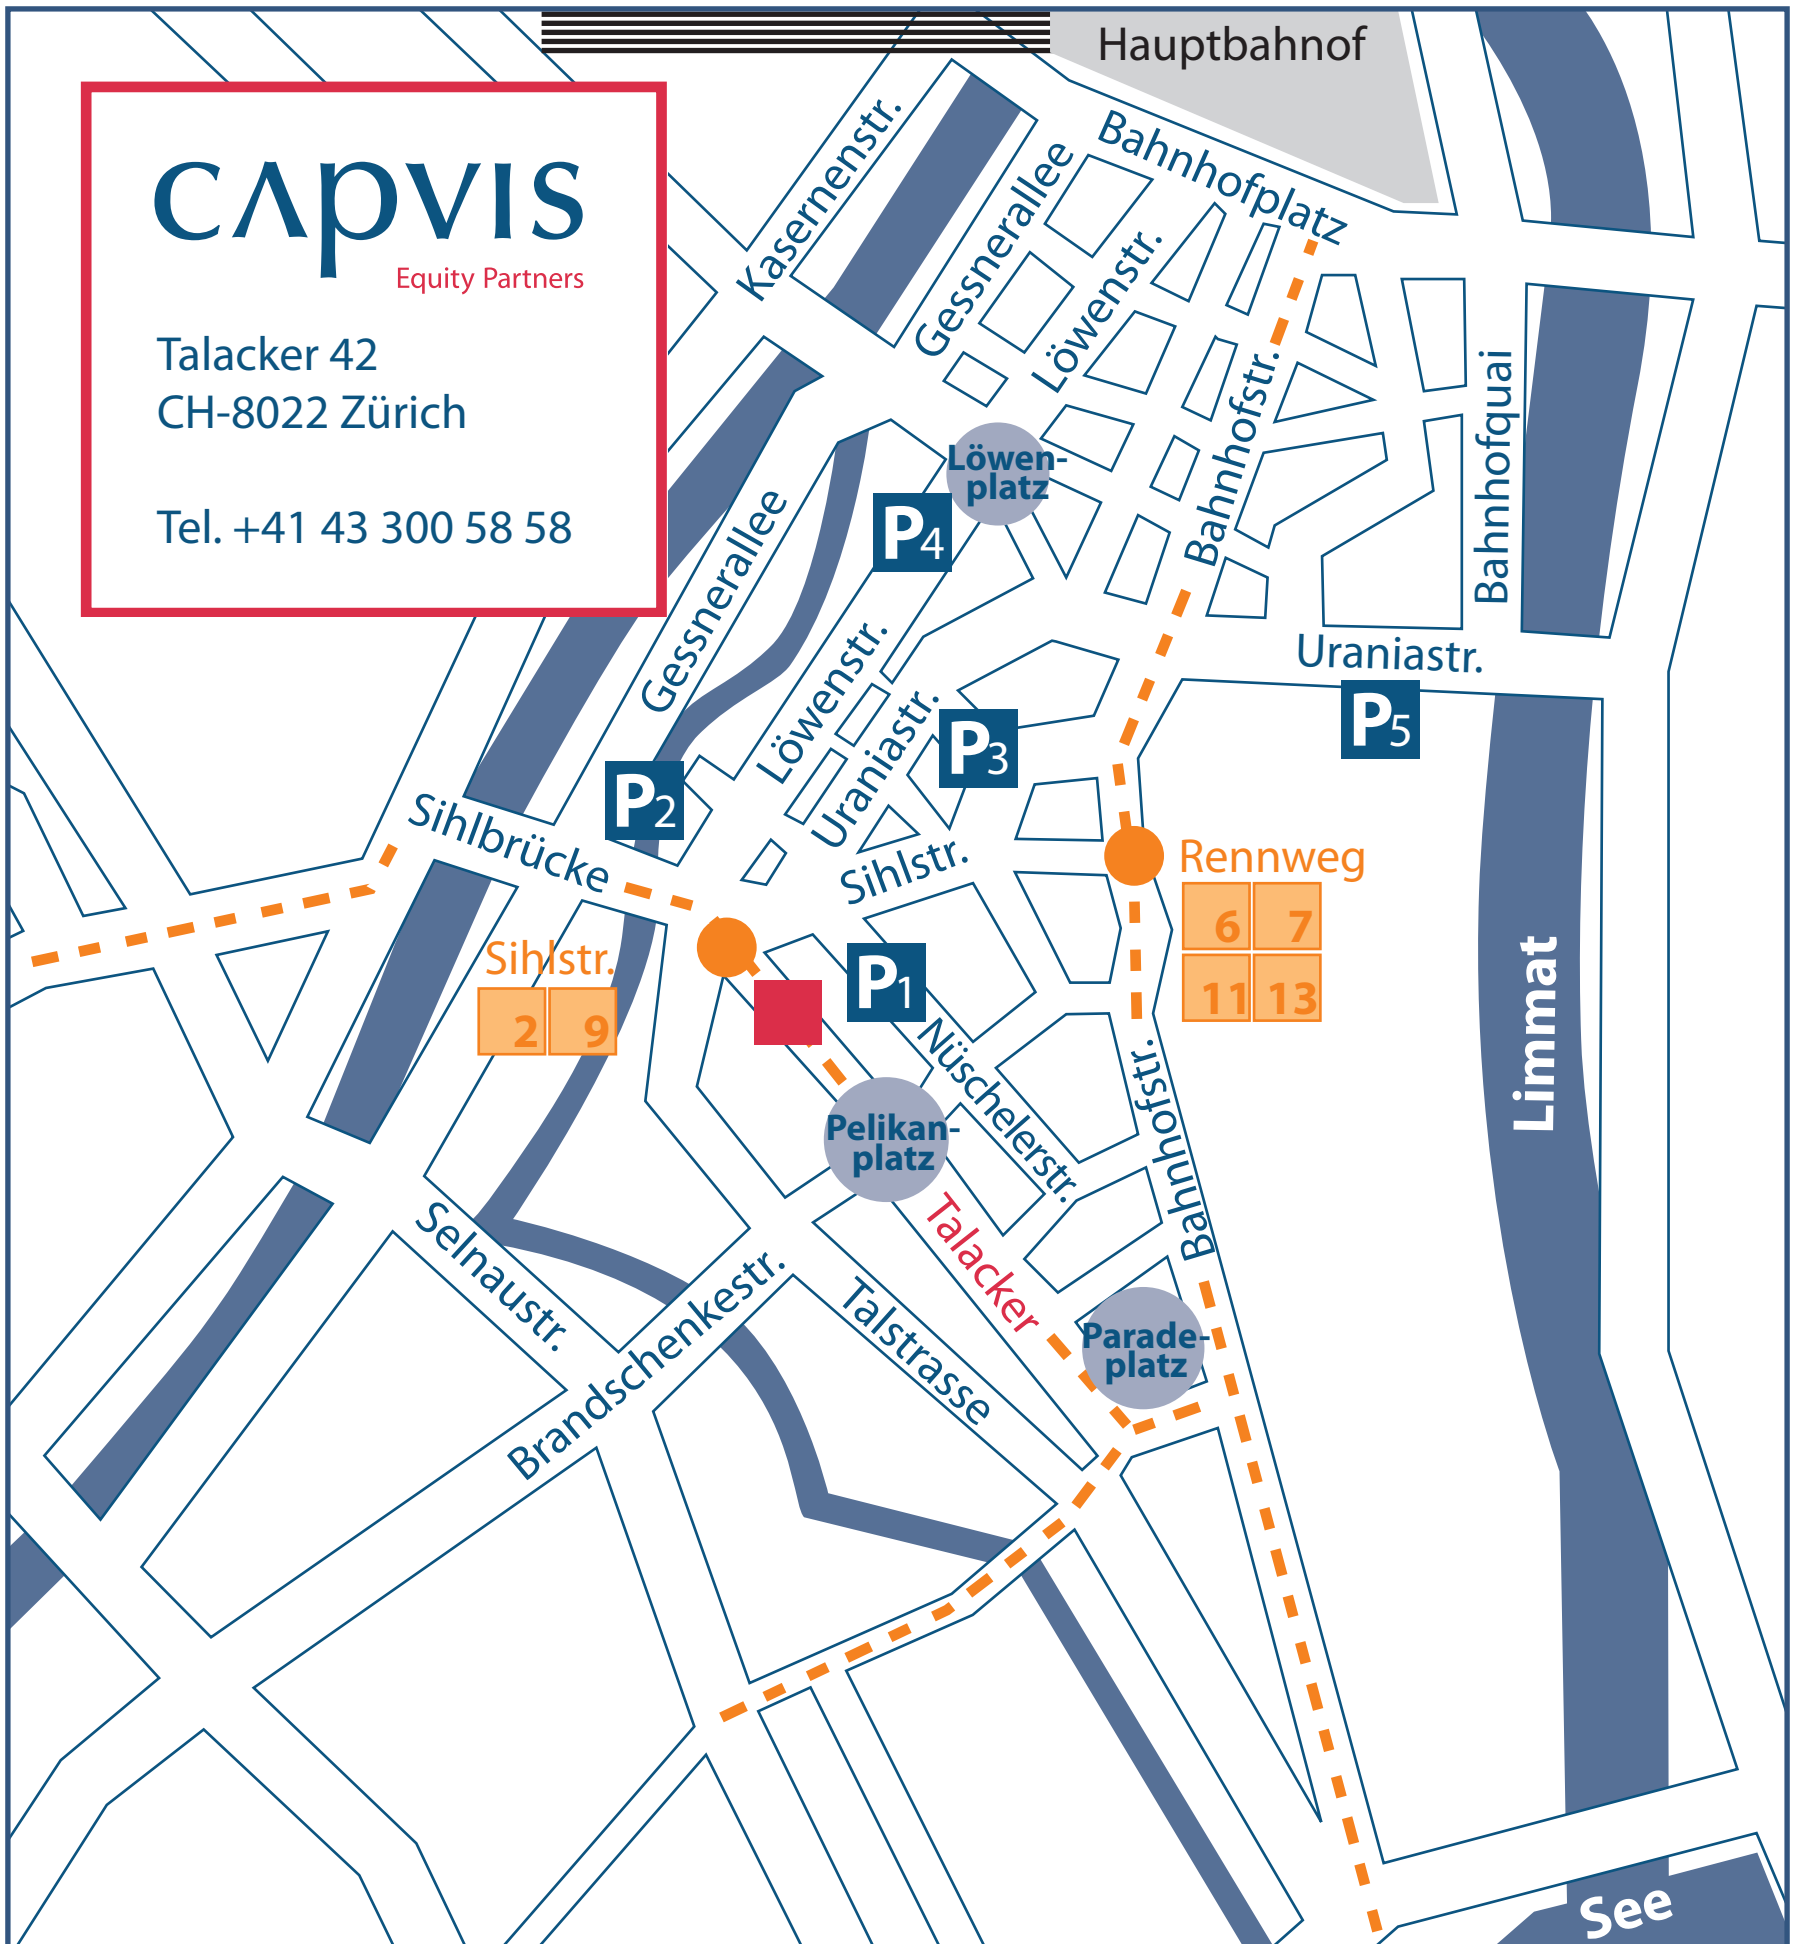 Hauptbahnhof
capvis
Equity Partners
Talacker 42
CH-8022 Zürich
Tel. +41 43 300 58 58
Kasernenstr.
Gessnerallee
Bahnhofplatz
Löwenstr.
Bahnhofstr.
Bahnhofquai
Löwen-
platz
P4
Gessnerallee
Löwenstr.
Uraniastr.
Uraniastr.
P5
P3
P2
Sihlbrücke
Sihlstr.
Rennweg
6 7
11 13
Sihlstr.
2 9
P1
Limmat
Nüschelerstr.
Bahnhofstr.
Pelikan-
platz
Talacker
Selnaustr.
Brandschenkestr.
Talstrasse
Parade-
platz
See